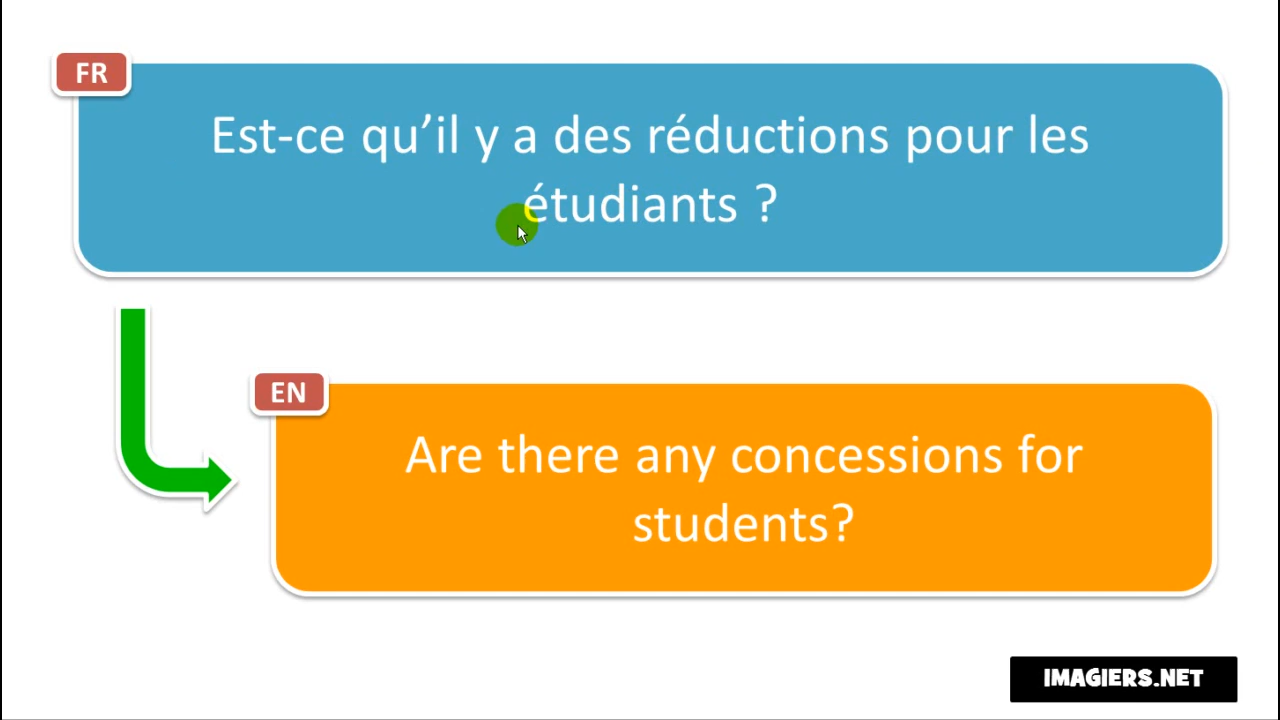 FR
Est-ce qu’il y a des réductions pour les
étudiants ?
EN
Are there any concessions for
students?
IMAGIERS.NET